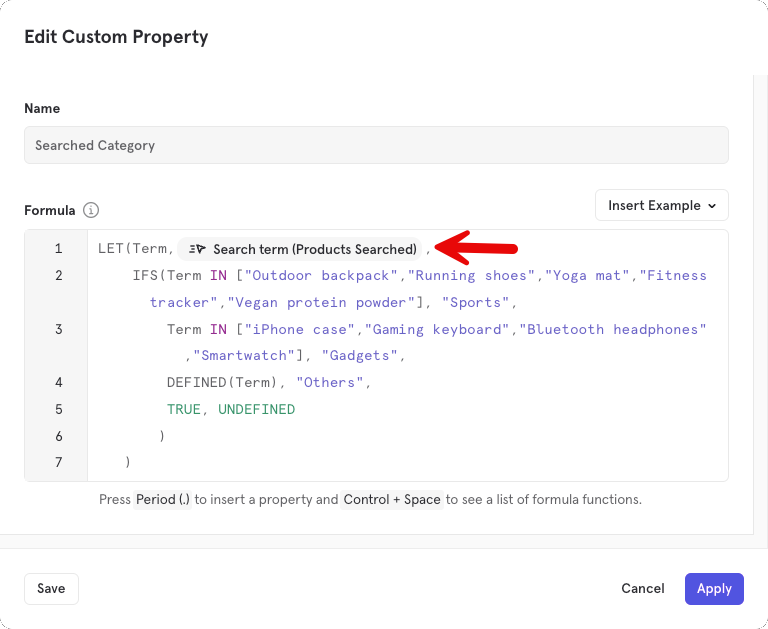 Edit Custom Property
Name
Searched Category
Formula
Insert Example
1 LET(Term, Search term (Products Searched) ,
2 IFS(Term IN ["Outdoor backpack","Running shoes","Yoga mat","Fitness
tracker","Vegan protein powder"], "Sports",
3 Term IN ["iPhone case","Gaming keyboard","Bluetooth headphones"
,"Smartwatch"], "Gadgets",
4 DEFINED(Term), "Others",
5 TRUE, UNDEFINED
6 )
7 )
Press Period (.) to insert a property and Control + Space to see a list of formula functions.
Save
Cancel
Apply